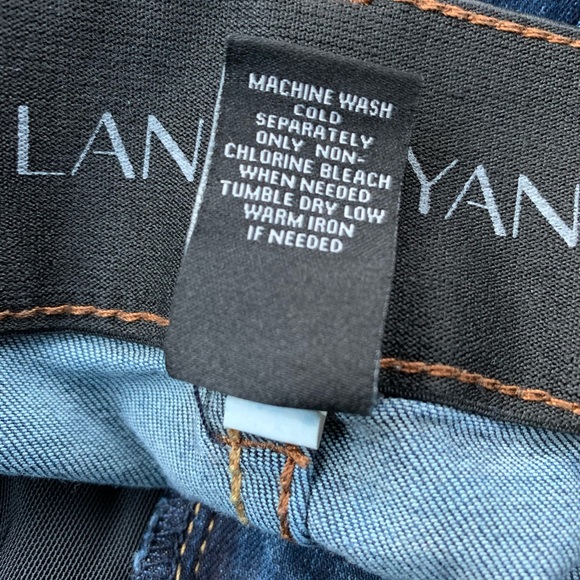 LAN
YAN
MACHINE WASH
COLD
SEPARATELY
ONLY NON-
CHLORINE BLEACH
WHEN NEEDED
TUMBLE DRY LOW
WARM IRON
IF NEEDED